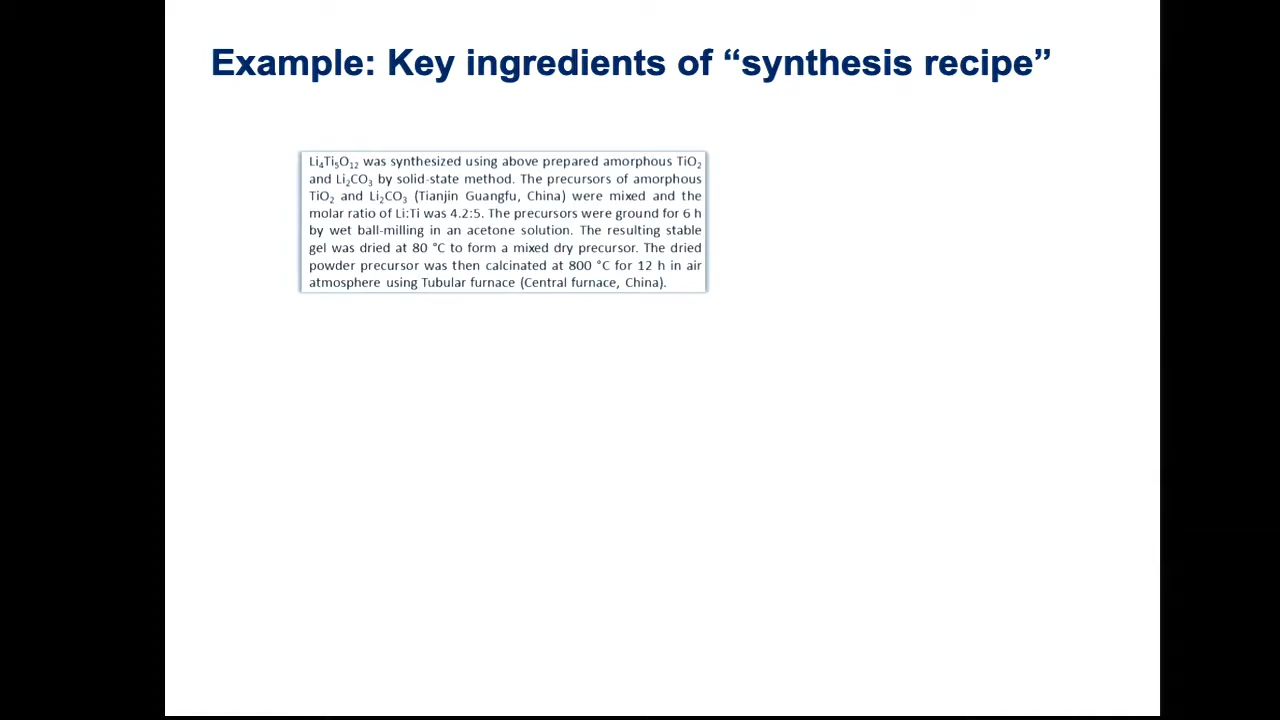 Example: Key ingredients of “synthesis recipe”
Li₄Ti₅O₁₂ was synthesized using above prepared amorphous TiO₂
and Li₂CO₃ by solid-state method. The precursors of amorphous
TiO₂ and Li₂CO₃ (Tianjin Guangfu, China) were mixed and the
molar ratio of Li:Ti was 4.2:5. The precursors were ground for 6 h
by wet ball-milling in an acetone solution. The resulting stable
gel was dried at 80 °C to form a mixed dry precursor. The dried
powder precursor was then calcinated at 800 °C for 12 h in air
atmosphere using Tubular furnace (Central furnace, China).